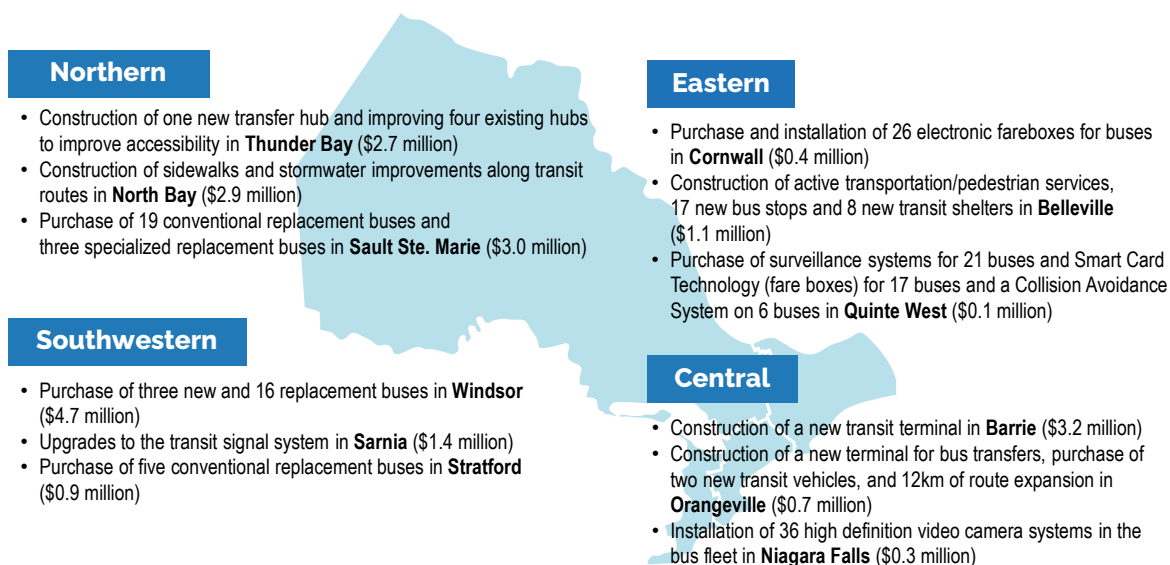 Northern
• Construction of one new transfer hub and improving four existing hubs
to improve accessibility in Thunder Bay ($2.7 million)
• Construction of sidewalks and stormwater improvements along transit
routes in North Bay ($2.9 million)
• Purchase of 19 conventional replacement buses and
three specialized replacement buses in Sault Ste. Marie ($3.0 million)
Southwestern
• Purchase of three new and 16 replacement buses in Windsor
($4.7 million)
• Upgrades to the transit signal system in Sarnia ($1.4 million)
• Purchase of five conventional replacement buses in Stratford
($0.9 million)
Eastern
• Purchase and installation of 26 electronic fareboxes for buses
in Cornwall ($0.4 million)
• Construction of active transportation/pedestrian services,
17 new bus stops and 8 new transit shelters in Belleville
($1.1 million)
• Purchase of surveillance systems for 21 buses and Smart Card
Technology (fare boxes) for 17 buses and a Collision Avoidance
System on 6 buses in Quinte West ($0.1 million)
Central
• Construction of a new transit terminal in Barrie ($3.2 million)
• Construction of a new terminal for bus transfers, purchase of
two new transit vehicles, and 12km of route expansion in
Orangeville ($0.7 million)
• Installation of 36 high definition video camera systems in the
bus fleet in Niagara Falls ($0.3 million)